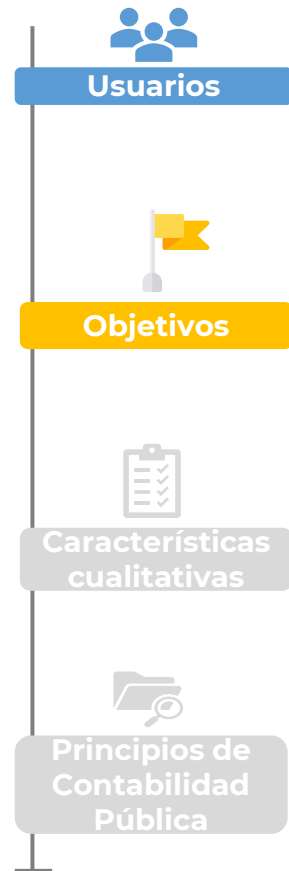 Usuarios
Objetivos
Características
cualitativas
Principios de
Contabilidad
Pública